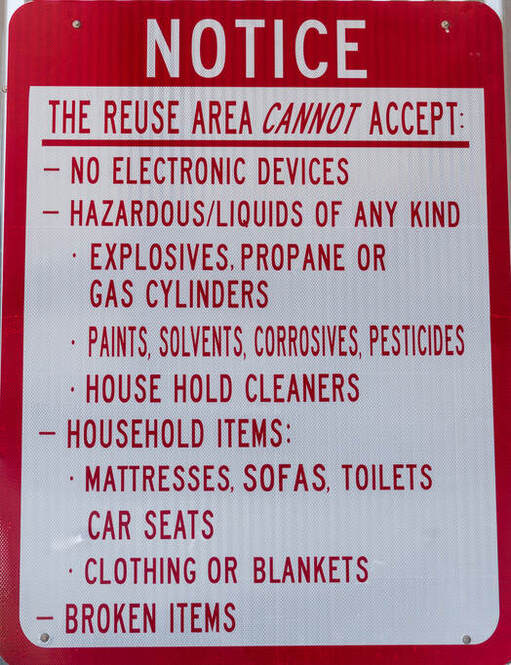 NOTICE
THE REUSE AREA CANNOT ACCEPT:
– NO ELECTRONIC DEVICES
– HAZARDOUS/LIQUIDS OF ANY KIND
· EXPLOSIVES, PROPANE OR
GAS CYLINDERS
· PAINTS, SOLVENTS, CORROSIVES, PESTICIDES
· HOUSE HOLD CLEANERS
– HOUSEHOLD ITEMS:
· MATTRESSES, SOFAS, TOILETS
CAR SEATS
· CLOTHING OR BLANKETS
– BROKEN ITEMS